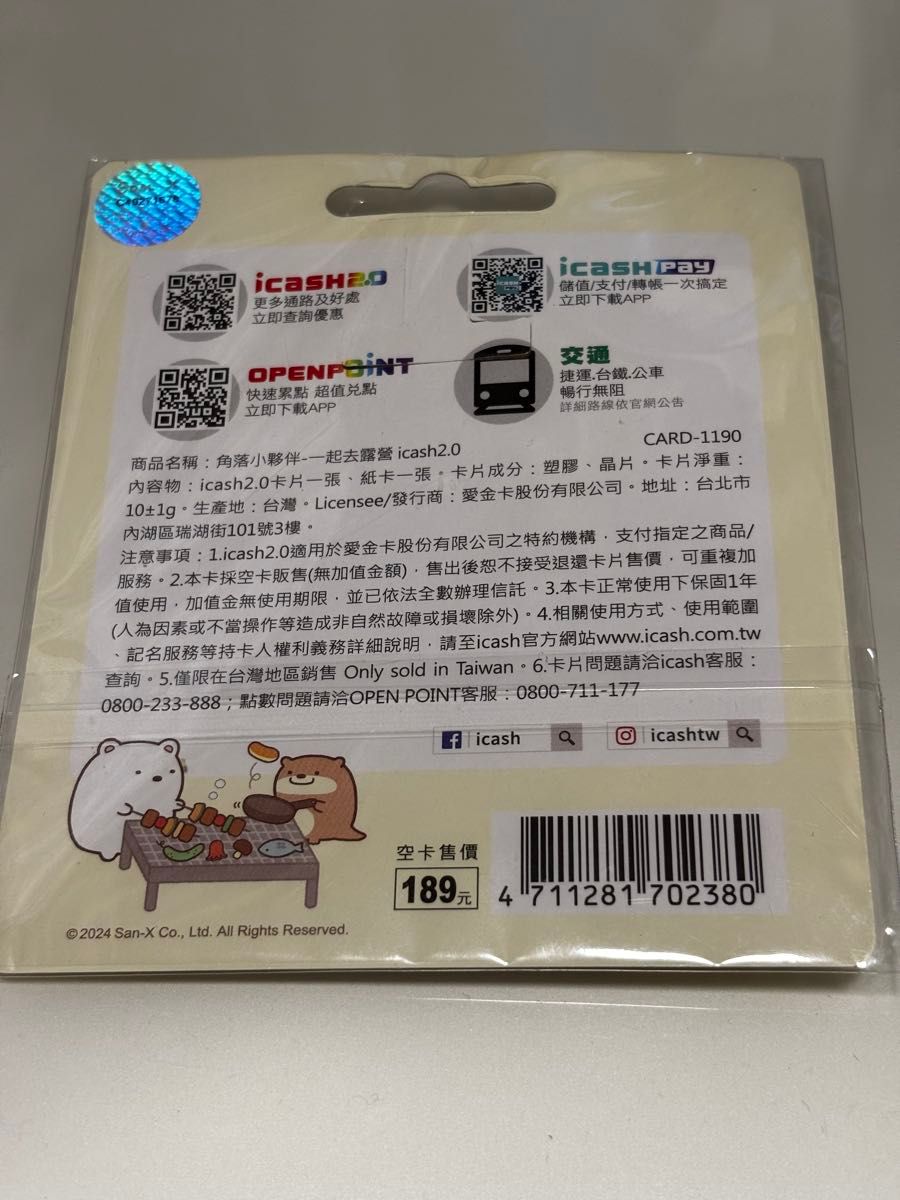 icash2.0
更多通路及好處
立即查詢優惠
icash Pay
儲值/支付/轉帳一次搞定
立即下載APP
OPENPOINT
快速累點 超值兌點
立即下載APP
交通
捷運.台鐵.公車
暢行無阻
詳細路線依官網公告
CARD-1190
商品名稱：角落小夥伴-一起去露營 icash2.0
內容物：icash2.0卡片一張、紙卡一張。卡片成分：塑膠、晶片。卡片淨重：
10±1g。生產地：台灣。Licensee/發行商：愛金卡股份有限公司。地址：台北市
內湖區瑞湖街101號3樓。
注意事項：1.icash2.0適用於愛金卡股份有限公司之特約機構，支付指定之商品/
服務。2.本卡採空卡販售(無加值金額)，售出後恕不接受退還卡片售價，可重複加
值使用，加值金無使用期限，並已依法全數辦理信託。3.本卡正常使用下保固1年
(人為因素或不當操作等造成非自然故障或損壞除外)。4.相關使用方式、使用範圍
、記名服務等持卡人權利義務詳細說明，請至icash官方網站www.icash.com.tw
查詢。5.僅限在台灣地區銷售 Only sold in Taiwan。6.卡片問題請洽icash客服：
0800-233-888；點數問題請洽OPEN POINT客服：0800-711-177
icash
icashtw
空卡售價
189元
4 711281 702380
©2024 San-X Co., Ltd. All Rights Reserved.